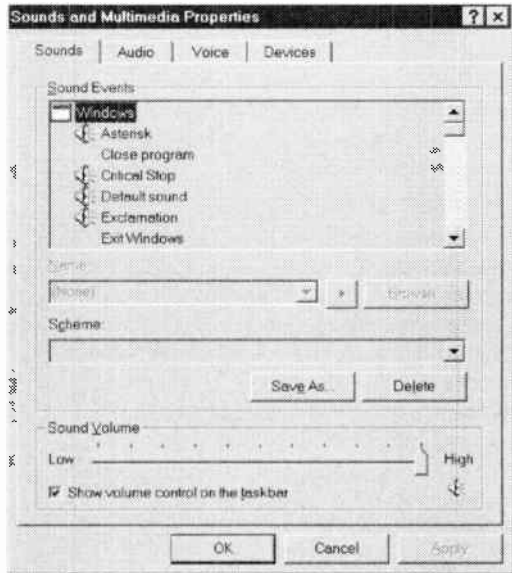 Sounds and Multimedia Properties
Sounds Audio Voice Devices
Sound Events
Windows
Asterisk
Close program
Critical Stop
Default sound
Exclamation
Exit Windows
Name:
(None)
Browse...
Scheme:
Save As... Delete
Sound Volume
Low High
Show volume control on the taskbar
OK Cancel Apply